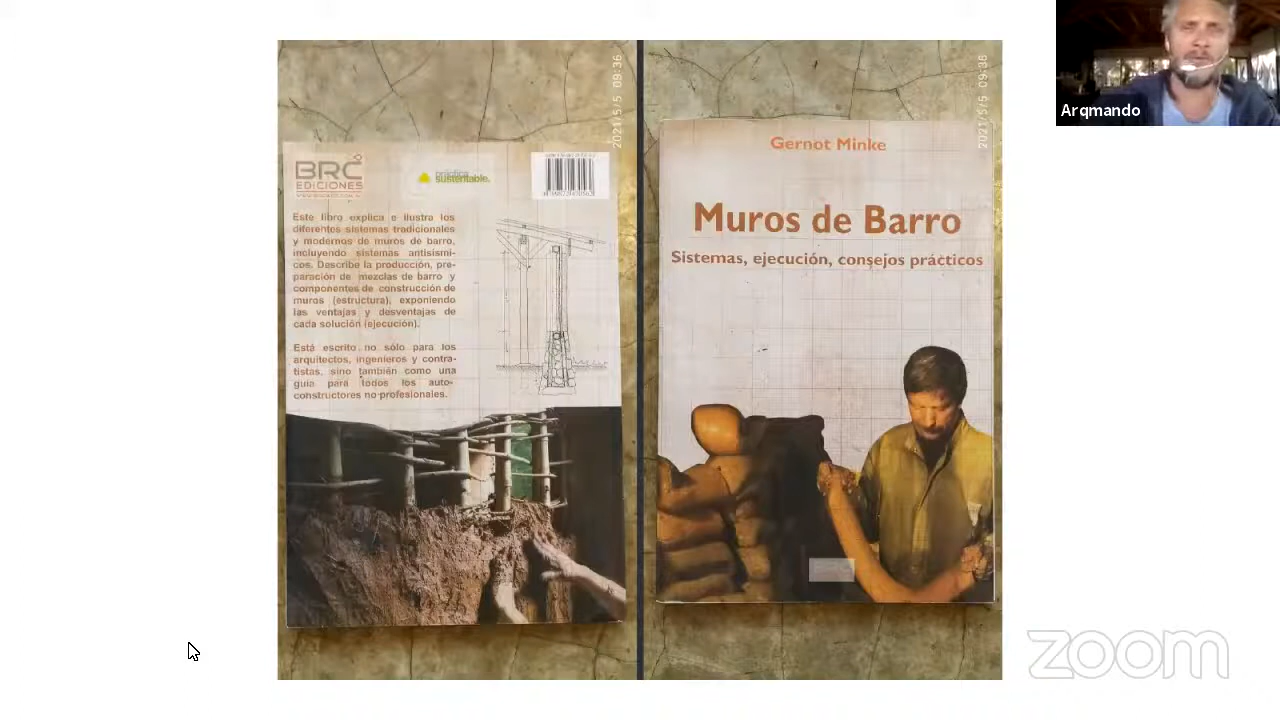 Arqmando
2021/5/5 09:36
BRC
EDICIONES
práctica
sustentable.
Este libro explica e ilustra los
diferentes sistemas tradicionales
y modernos de muros de barro,
incluyendo sistemas antisísmi-
cos. Describe la producción, pre-
paración de mezclas de barro y
componentes de construcción de
muros (estructura), exponiendo
las ventajas y desventajas de
cada solución (ejecución).
Está escrito no sólo para los
arquitectos, ingenieros y contra-
tistas, sino también como una
guía para todos los auto-
constructores no-profesionales.
2021/5/5 09:36
Gernot Minke
Muros de Barro
Sistemas, ejecución, consejos prácticos
zoom